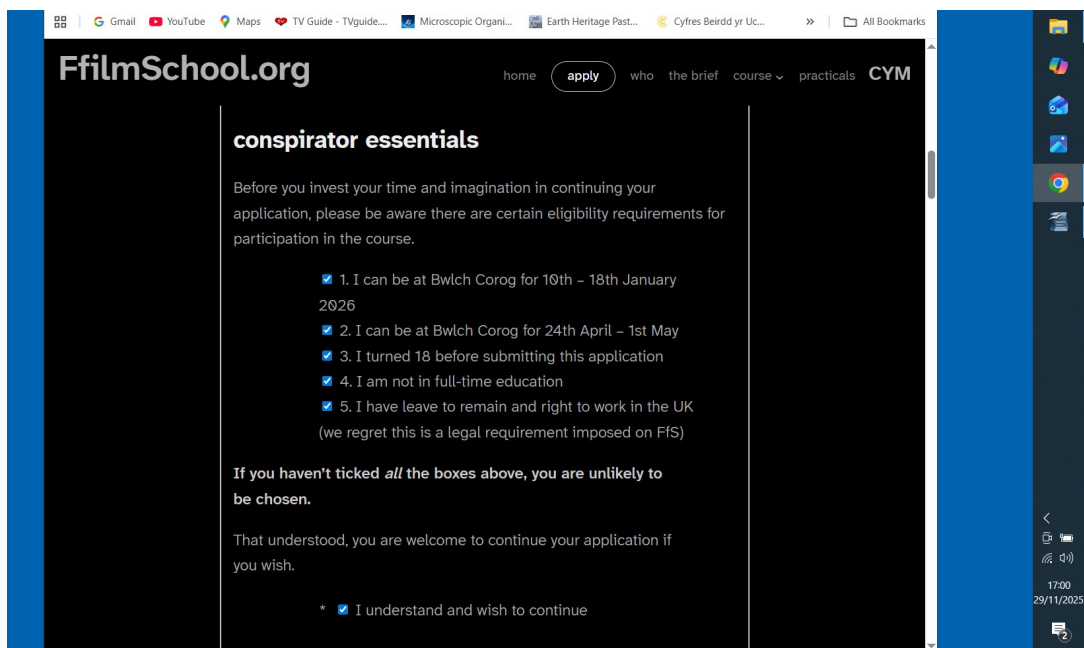 Gmail YouTube Maps TV Guide - TVguide.... Microscopic Organi... Earth Heritage Past... Cyfres Beirdd yr Uc... » All Bookmarks
FfilmSchool.org
home apply who the brief course practicals CYM
conspirator essentials
Before you invest your time and imagination in continuing your
application, please be aware there are certain eligibility requirements for
participation in the course.
1. I can be at Bwlch Corog for 10th – 18th January
2026
2. I can be at Bwlch Corog for 24th April – 1st May
3. I turned 18 before submitting this application
4. I am not in full-time education
5. I have leave to remain and right to work in the UK
(we regret this is a legal requirement imposed on FfS)
If you haven't ticked all the boxes above, you are unlikely to
be chosen.
That understood, you are welcome to continue your application if
you wish.
* I understand and wish to continue
17:00
29/11/2025
2